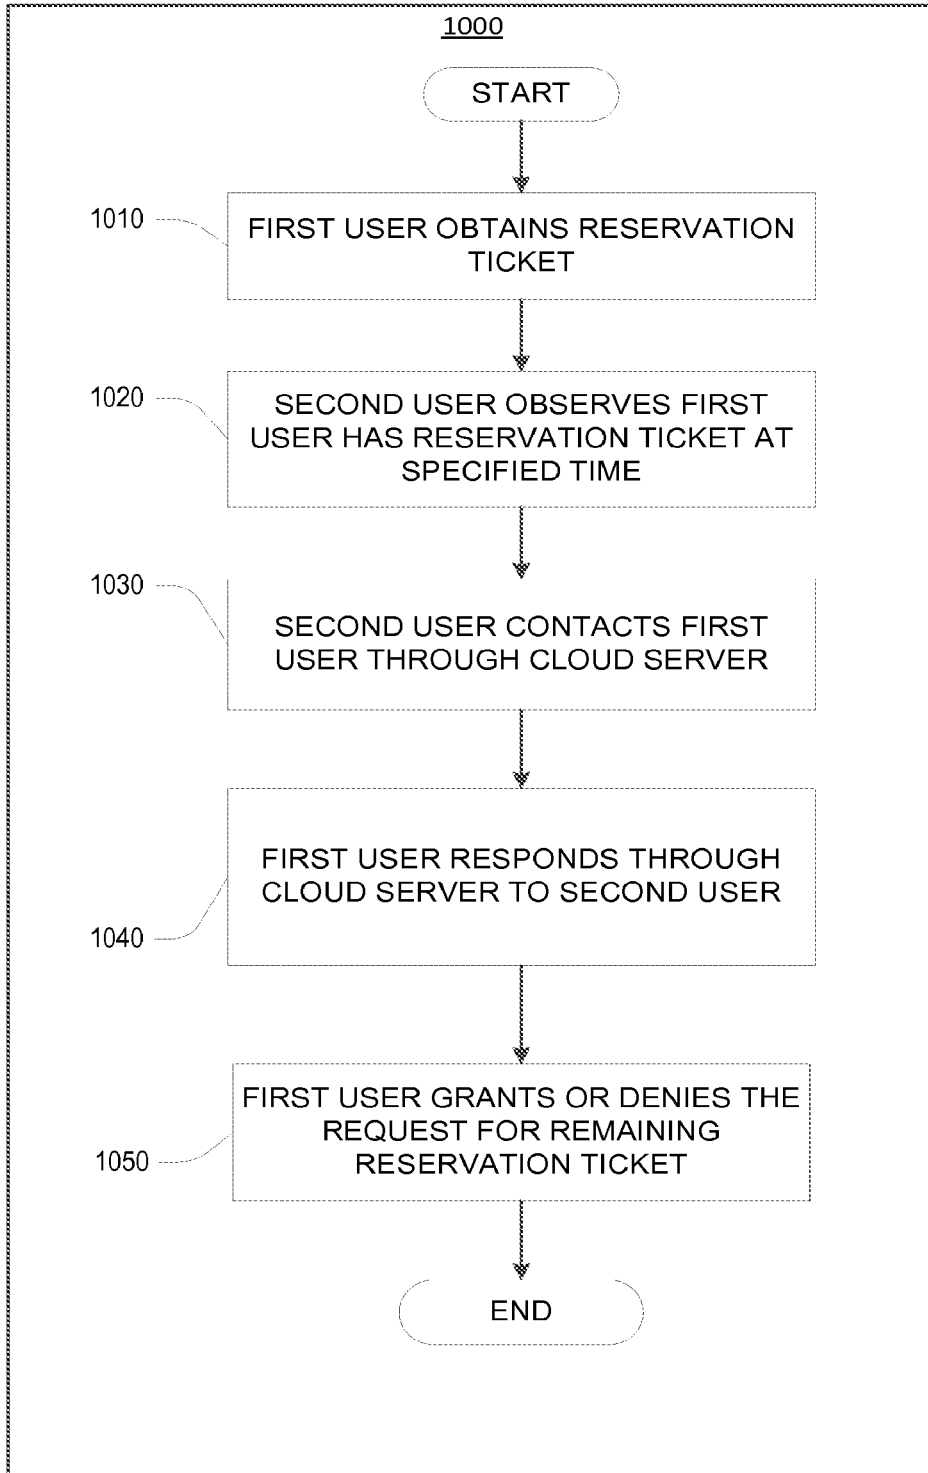 1000
START
1010
FIRST USER OBTAINS RESERVATION
TICKET
1020
SECOND USER OBSERVES FIRST
USER HAS RESERVATION TICKET AT
SPECIFIED TIME
1030
SECOND USER CONTACTS FIRST
USER THROUGH CLOUD SERVER
FIRST USER RESPONDS THROUGH
CLOUD SERVER TO SECOND USER
1040
FIRST USER GRANTS OR DENIES THE
REQUEST FOR REMAINING
RESERVATION TICKET
1050
END